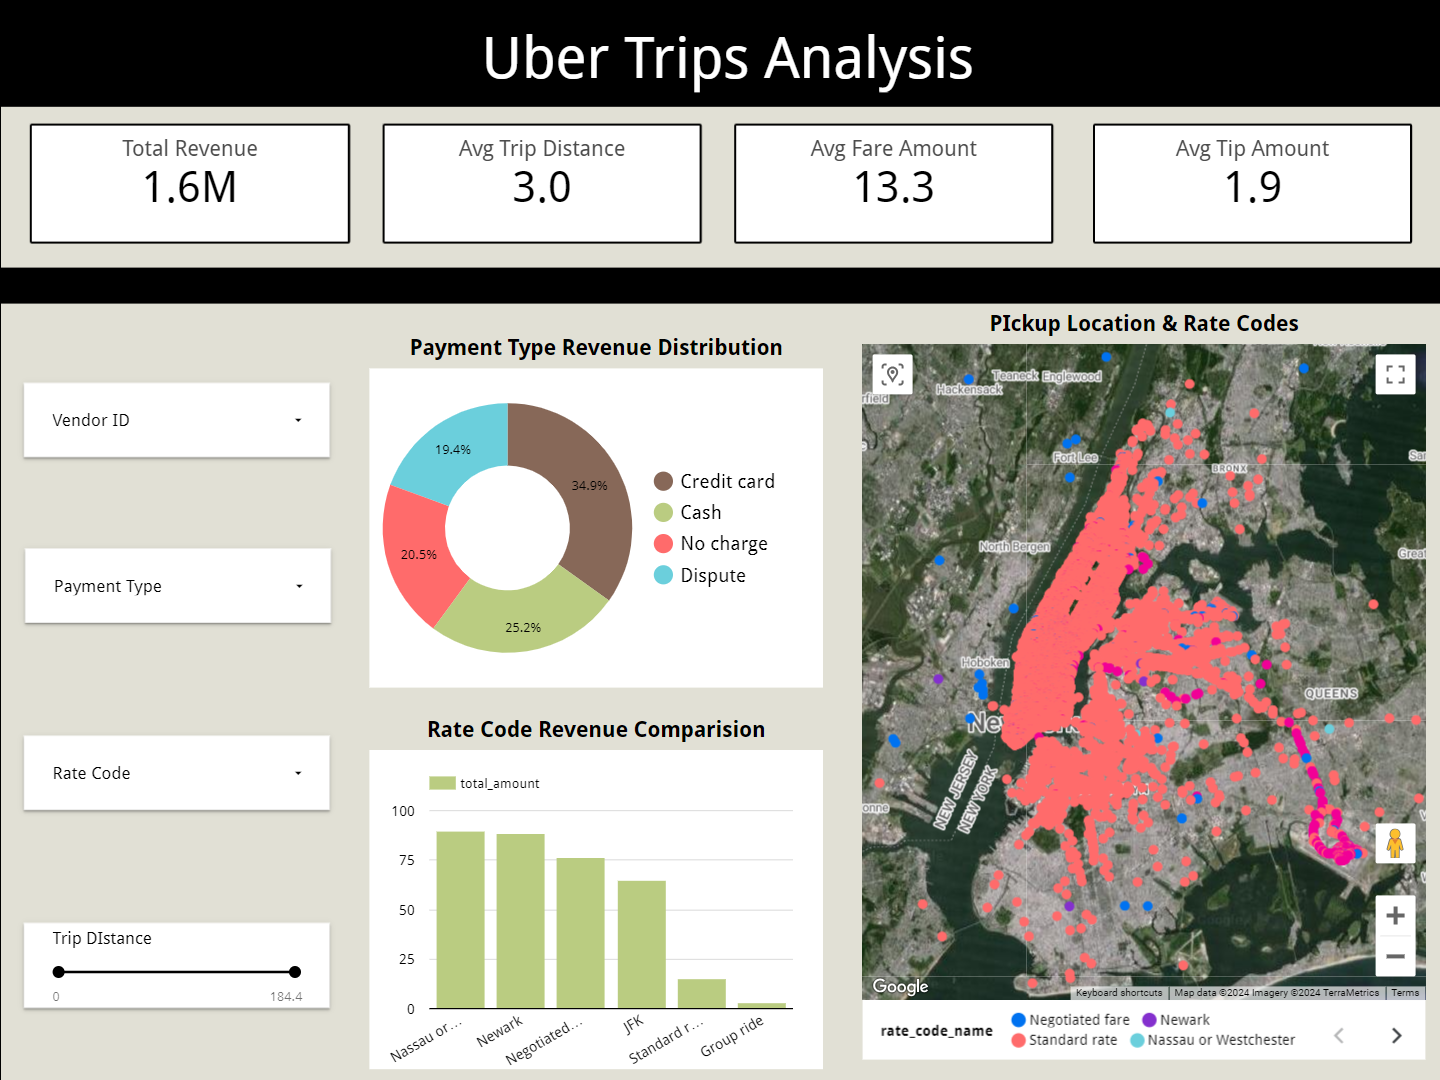 Uber Trips Analysis
Total Revenue
1.6M
Avg Trip Distance
3.0
Avg Fare Amount
13.3
Avg Tip Amount
1.9
Vendor ID
Payment Type
Rate Code
Trip DIstance
0
184.4
Payment Type Revenue Distribution
34.9%
25.2%
20.5%
19.4%
Credit card
Cash
No charge
Dispute
Rate Code Revenue Comparision
total_amount
100
75
50
25
0
Nassau or...
Newark
Negotiated...
JFK
Standard r...
Group ride
PIckup Location & Rate Codes
Teaneck
Englewood
Hackensack
rfield
Fort Lee
BRONX
North Bergen
Great
Hoboken
QUEENS
NEW JERSEY
NEW YORK
onne
Google
Keyboard shortcuts
Map data ©2024 Imagery ©2024 TerraMetrics
Terms
rate_code_name
Negotiated fare
Newark
Standard rate
Nassau or Westchester